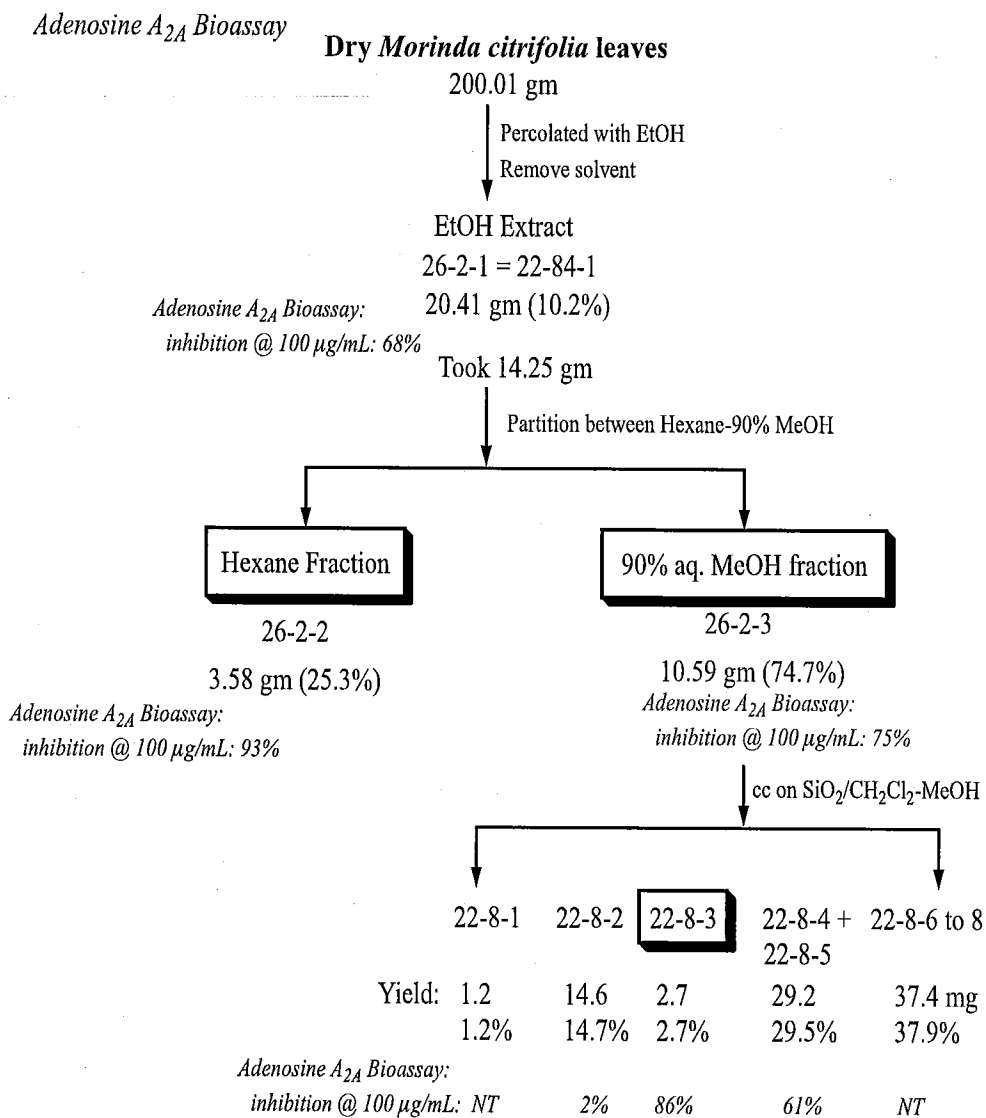 Adenosine A2A Bioassay
Dry Morinda citrifolia leaves
200.01 gm
Percolated with EtOH
Remove solvent
EtOH Extract
26-2-1 = 22-84-1
20.41 gm (10.2%)
Adenosine A2A Bioassay:
inhibition @ 100 µg/mL: 68%
Took 14.25 gm
Partition between Hexane-90% MeOH
Hexane Fraction
26-2-2
3.58 gm (25.3%)
Adenosine A2A Bioassay:
inhibition @ 100 µg/mL: 93%
90% aq. MeOH fraction
26-2-3
10.59 gm (74.7%)
Adenosine A2A Bioassay:
inhibition @ 100 µg/mL: 75%
cc on SiO2/CH2Cl2-MeOH
22-8-1 22-8-2 22-8-3 22-8-4 + 22-8-6 to 8
22-8-5
Yield: 1.2 14.6 2.7 29.2 37.4 mg
1.2% 14.7% 2.7% 29.5% 37.9%
Adenosine A2A Bioassay:
inhibition @ 100 µg/mL: NT 2% 86% 61% NT